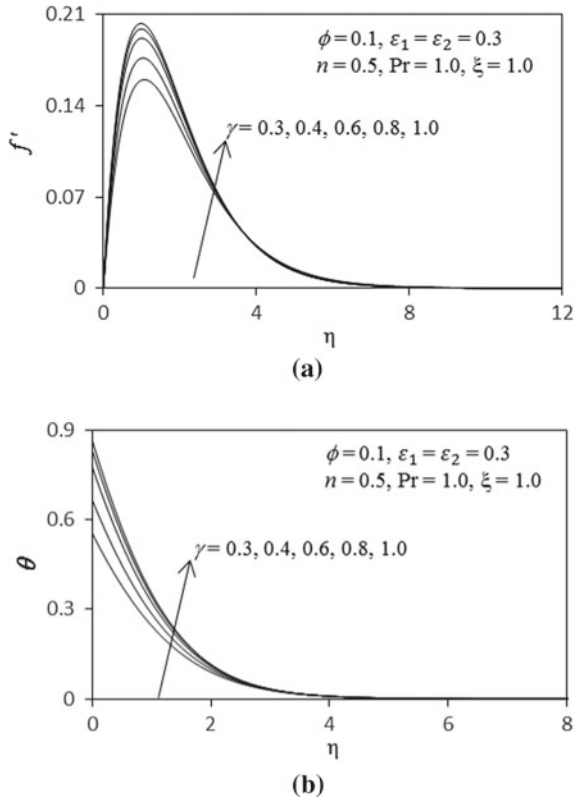 0.21
ϕ = 0.1, ε₁ = ε₂ = 0.3
n = 0.5, Pr = 1.0, ξ = 1.0
0.14
γ = 0.3, 0.4, 0.6, 0.8, 1.0
f'
0.07
0
0 4 8 12
η
(a)
0.9
ϕ = 0.1, ε₁ = ε₂ = 0.3
n = 0.5, Pr = 1.0, ξ = 1.0
0.6
γ = 0.3, 0.4, 0.6, 0.8, 1.0
θ
0.3
0
0 2 4 6 8
η
(b)